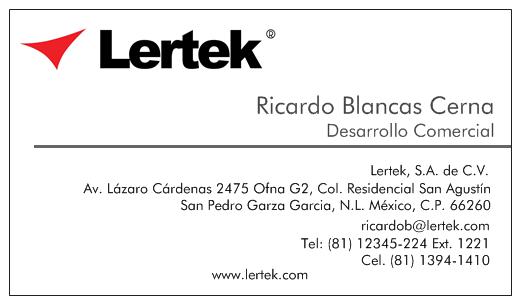 Lertek®
Ricardo Blancas Cerna
Desarrollo Comercial
Lertek, S.A. de C.V.
Av. Lázaro Cárdenas 2475 Ofna G2, Col. Residencial San Agustín
San Pedro Garza Garcia, N.L. México, C.P. 66260
ricardob@lertek.com
Tel: (81) 12345-224 Ext. 1221
Cel. (81) 1394-1410
www.lertek.com